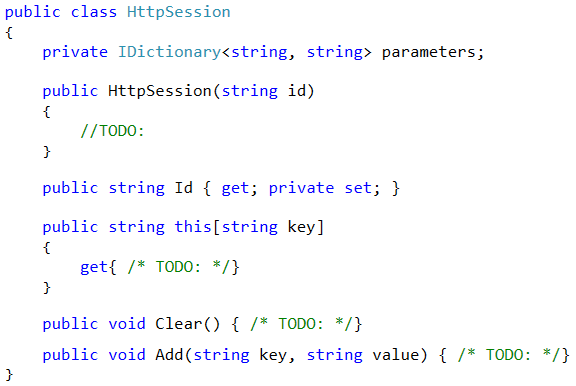 public class HttpSession
{
    private IDictionary<string, string> parameters;
    public HttpSession(string id)
    {
        //TODO:
    }
    public string Id { get; private set; }
    public string this[string key]
    {
        get{ /* TODO: */}
    }
    public void Clear() { /* TODO: */}
    public void Add(string key, string value) { /* TODO: */}
}